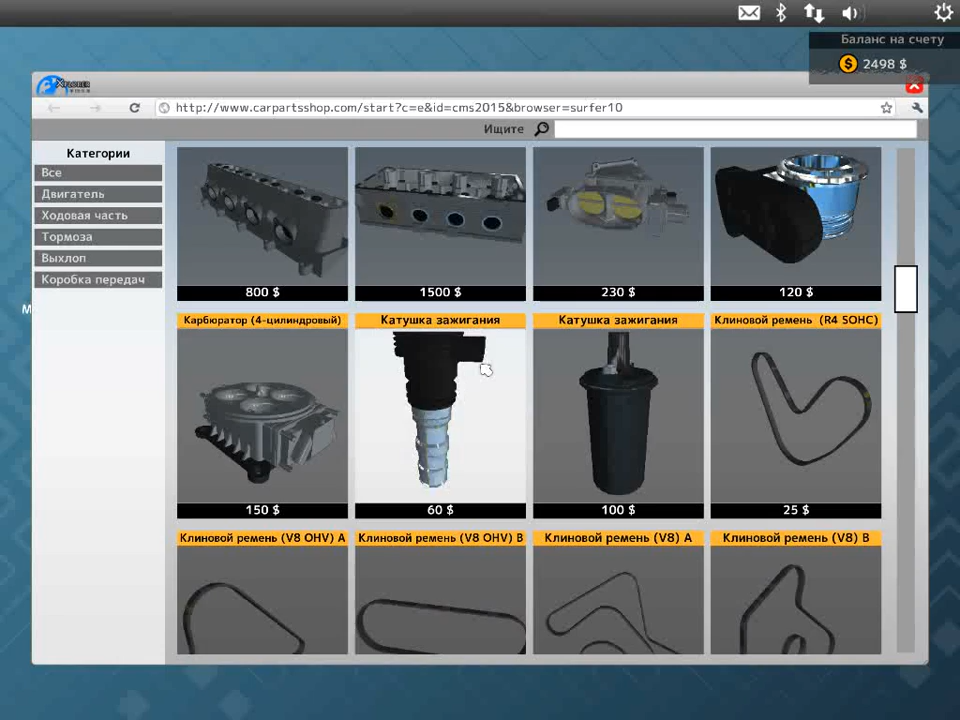 Баланс на счету
$ 2498 $
XPLORER
http://www.carpartsshop.com/start?c=e&id=cms2015&browser=surfer10
Ищите
Категории
Все
Двигатель
Ходовая часть
Тормоза
Выхлоп
Коробка передач
М
800 $
1500 $
230 $
120 $
Карбюратор (4-цилиндровый)
Катушка зажигания
Катушка зажигания
Клиновой ремень (R4 SOHC)
150 $
60 $
100 $
25 $
Клиновой ремень (V8 OHV) A
Клиновой ремень (V8 OHV) B
Клиновой ремень (V8) A
Клиновой ремень (V8) B